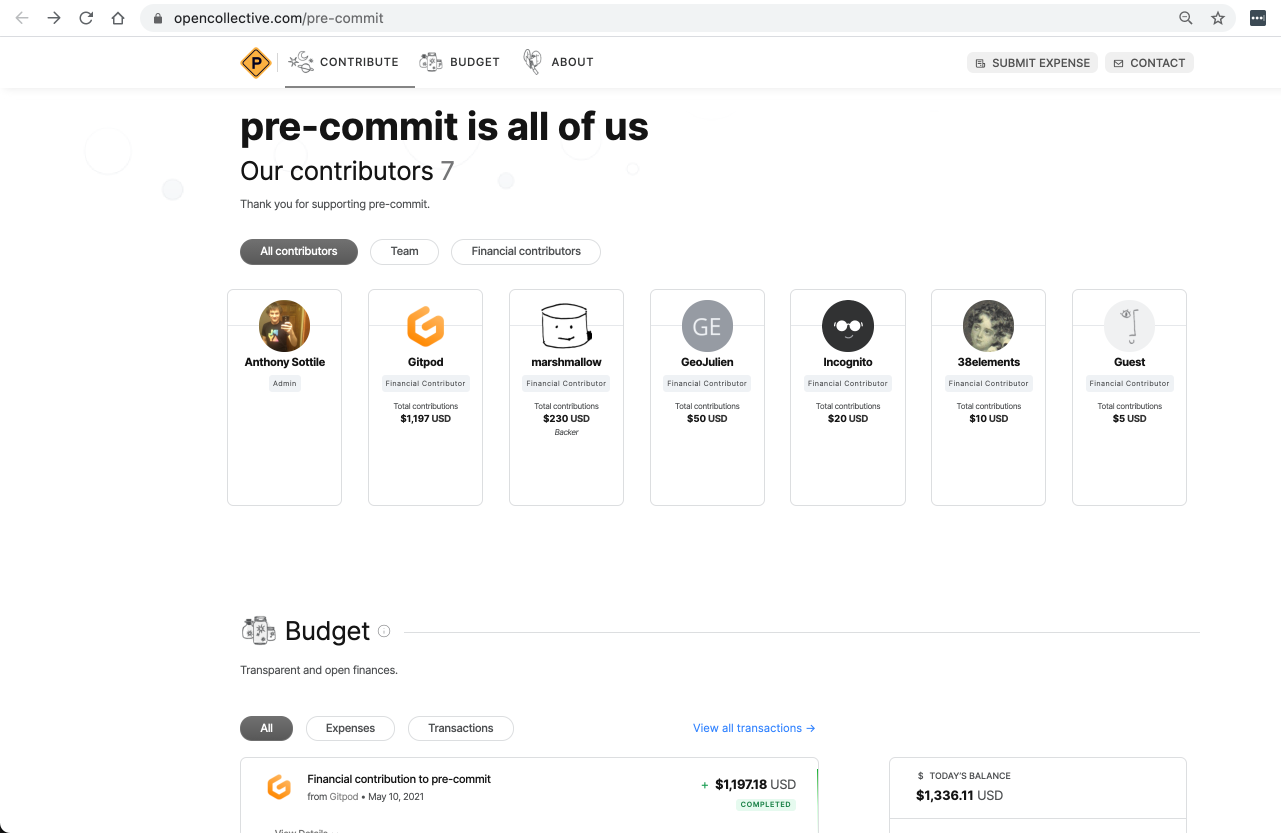 opencollective.com/pre-commit
P
CONTRIBUTE
BUDGET
ABOUT
SUBMIT EXPENSE
CONTACT
pre-commit is all of us
Our contributors 7
Thank you for supporting pre-commit.
All contributors
Team
Financial contributors
Anthony Sottile
Admin
Gitpod
Financial Contributor
Total contributions
$1,197 USD
marshmallow
Financial Contributor
Total contributions
$230 USD
Backer
GE
GeoJulien
Financial Contributor
Total contributions
$50 USD
Incognito
Financial Contributor
Total contributions
$20 USD
38elements
Financial Contributor
Total contributions
$10 USD
Guest
Financial Contributor
Total contributions
$5 USD
Budget
Transparent and open finances.
All
Expenses
Transactions
View all transactions →
Financial contribution to pre-commit
from Gitpod • May 10, 2021
+ $1,197.18 USD
COMPLETED
View Details
$ TODAY'S BALANCE
$1,336.11 USD